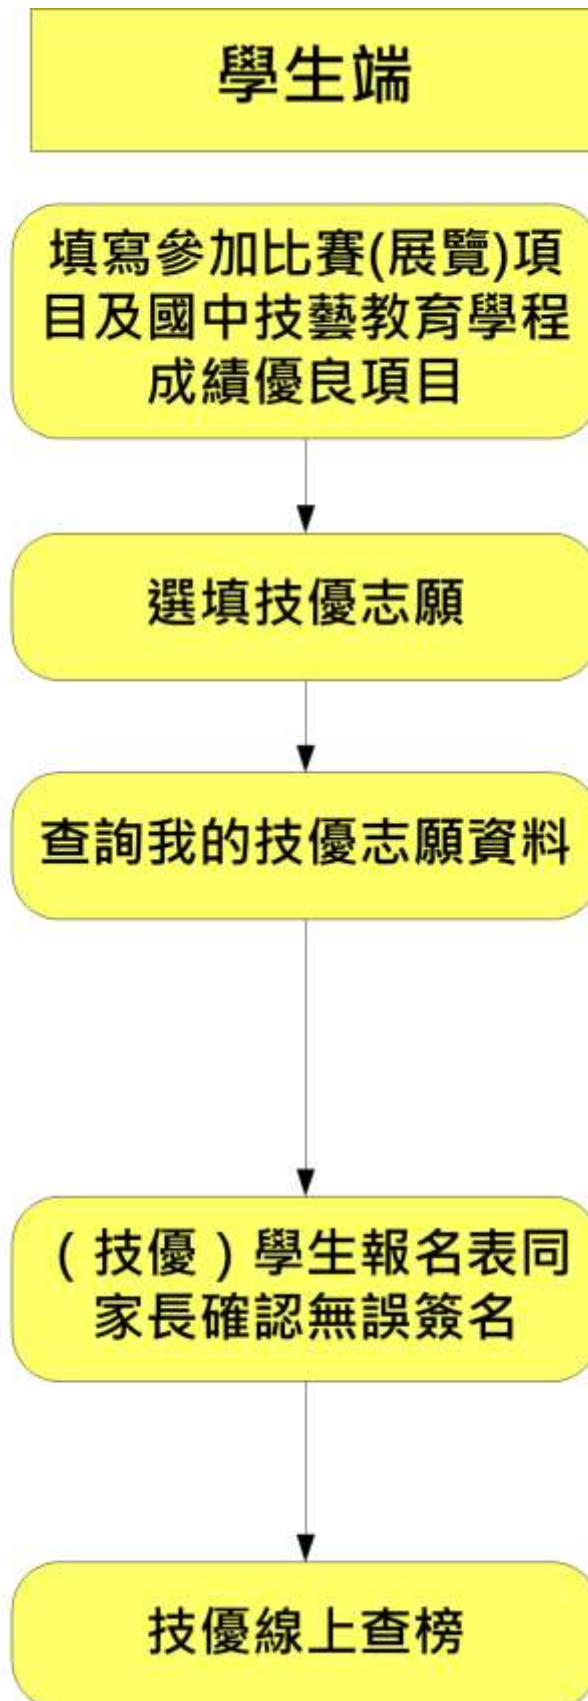 學生端
填寫參加比賽(展覽)項
目及國中技藝教育學程
成績優良項目
選填技優志願
查詢我的技優志願資料
（技優）學生報名表同
家長確認無誤簽名
技優線上查榜